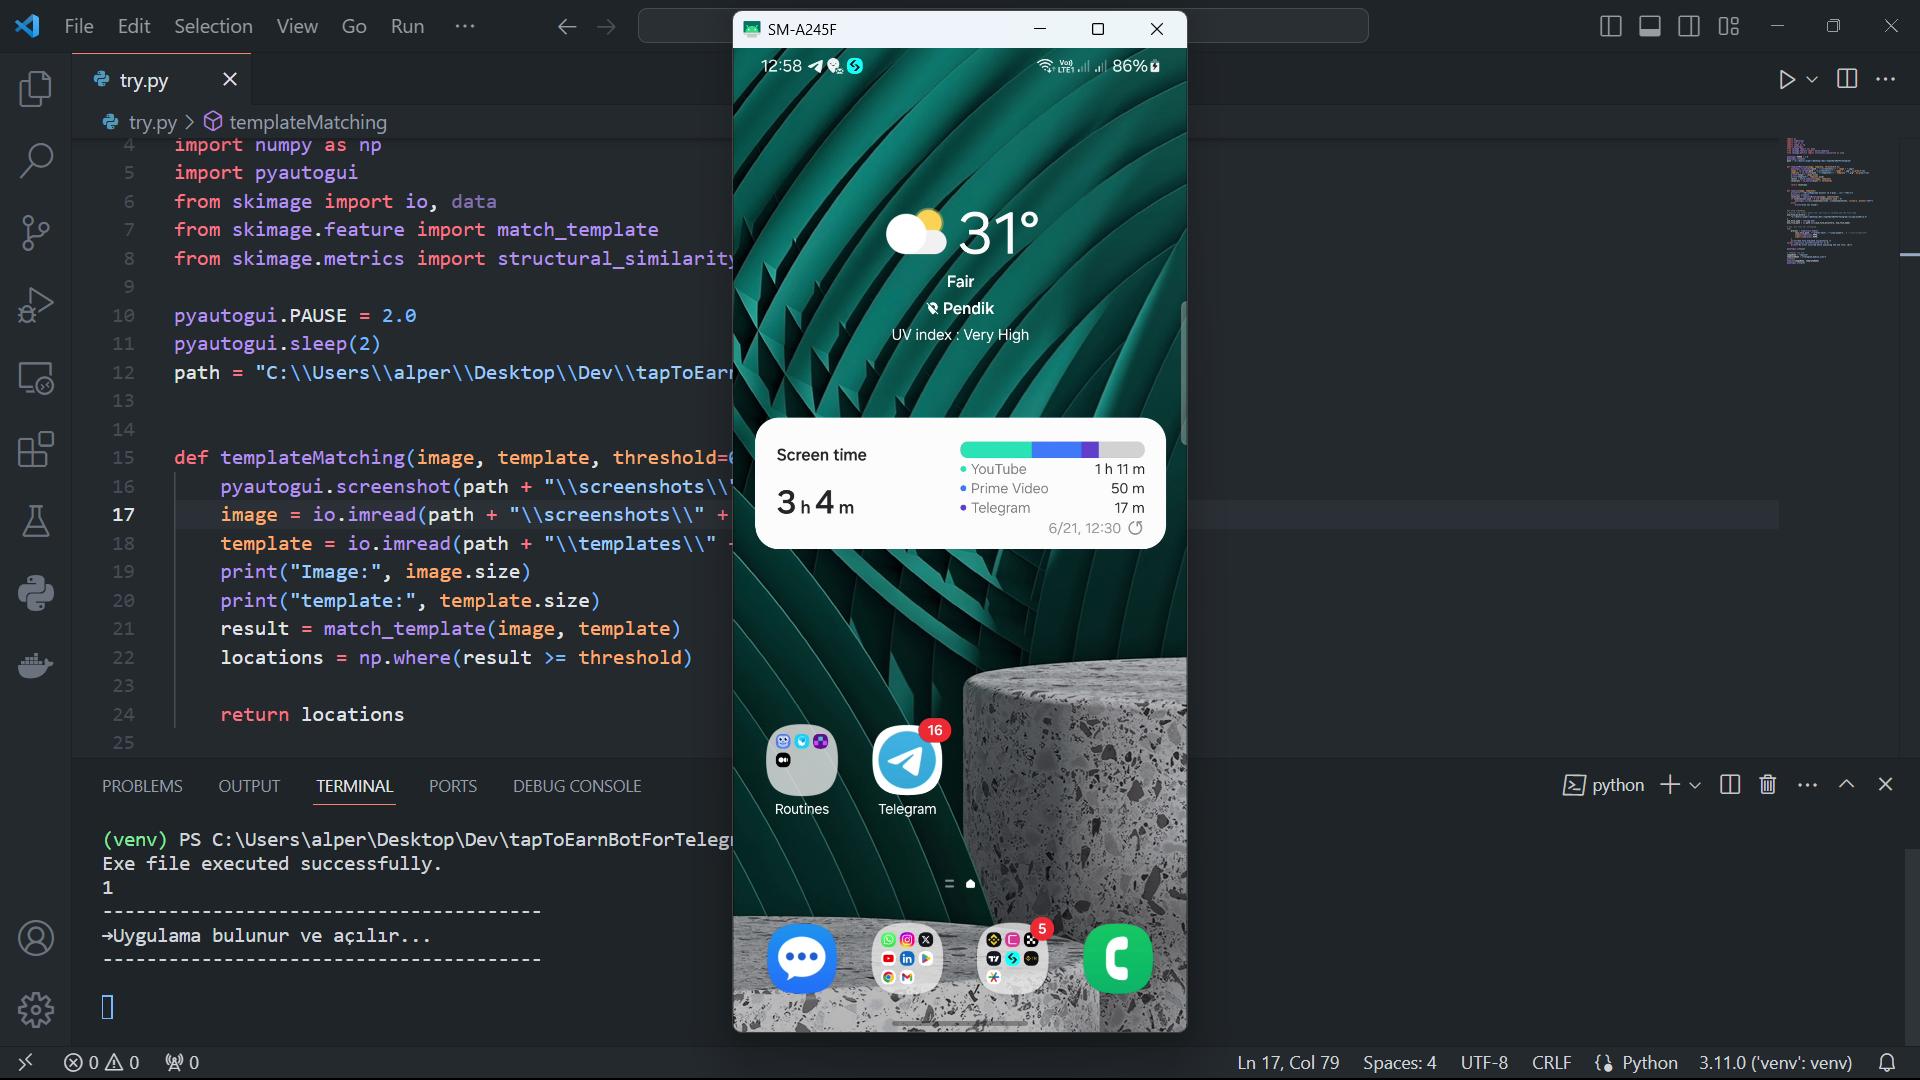 File Edit Selection View Go Run ...
try.py
try.py > templateMatching
4 import numpy as np
5 import pyautogui
6 from skimage import io, data
7 from skimage.feature import match_template
8 from skimage.metrics import structural_similarity
9
10 pyautogui.PAUSE = 2.0
11 pyautogui.sleep(2)
12 path = "C:\\Users\\alper\\Desktop\\Dev\\tapToEarn
13
14
15 def templateMatching(image, template, threshold=
16 pyautogui.screenshot(path + "\\screenshots\\"
17 image = io.imread(path + "\\screenshots\\" +
18 template = io.imread(path + "\\templates\\"
19 print("Image:", image.size)
20 print("template:", template.size)
21 result = match_template(image, template)
22 locations = np.where(result >= threshold)
23
24 return locations
25
PROBLEMS OUTPUT TERMINAL PORTS DEBUG CONSOLE
python
(venv) PS C:\Users\alper\Desktop\Dev\tapToEarnBotForTeleg
Exe file executed successfully.
1
----------------------------------------
→Uygulama bulunur ve açılır...
----------------------------------------
0 0 0
Ln 17, Col 79 Spaces: 4 UTF-8 CRLF Python 3.11.0 ('venv': venv)
SM-A245F
12:58
LTE1 86%
31°
Fair
Pendik
UV index : Very High
Screen time
3 h 4 m
YouTube 1 h 11 m
Prime Video 50 m
Telegram 17 m
6/21, 12:30
16
Routines Telegram
5